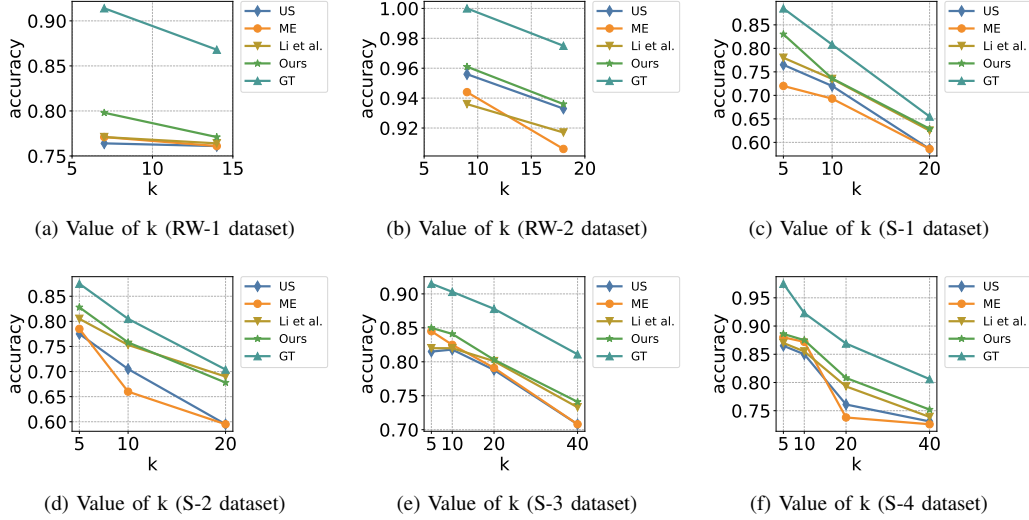 0.90
0.85
0.80
0.75
accuracy
5
10
15
k
US
ME
Li et al.
Ours
GT
(a) Value of k (RW-1 dataset)
1.00
0.98
0.96
0.94
0.92
accuracy
5
10
15
20
k
US
ME
Li et al.
Ours
GT
(b) Value of k (RW-2 dataset)
0.85
0.80
0.75
0.70
0.65
0.60
accuracy
5
10
20
k
US
ME
Li et al.
Ours
GT
(c) Value of k (S-1 dataset)
0.85
0.80
0.75
0.70
0.65
0.60
accuracy
5
10
20
k
US
ME
Li et al.
Ours
GT
(d) Value of k (S-2 dataset)
0.90
0.85
0.80
0.75
0.70
accuracy
5
10
20
40
k
US
ME
Li et al.
Ours
GT
(e) Value of k (S-3 dataset)
0.95
0.90
0.85
0.80
0.75
accuracy
5
10
20
40
k
US
ME
Li et al.
Ours
GT
(f) Value of k (S-4 dataset)